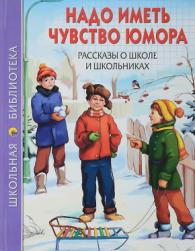 НАДО ИМЕТЬ
ЧУВСТВО ЮМОРА
РАССКАЗЫ О ШКОЛЕ
И ШКОЛЬНИКАХ
ШКОЛЬНАЯ БИБЛИОТЕКА